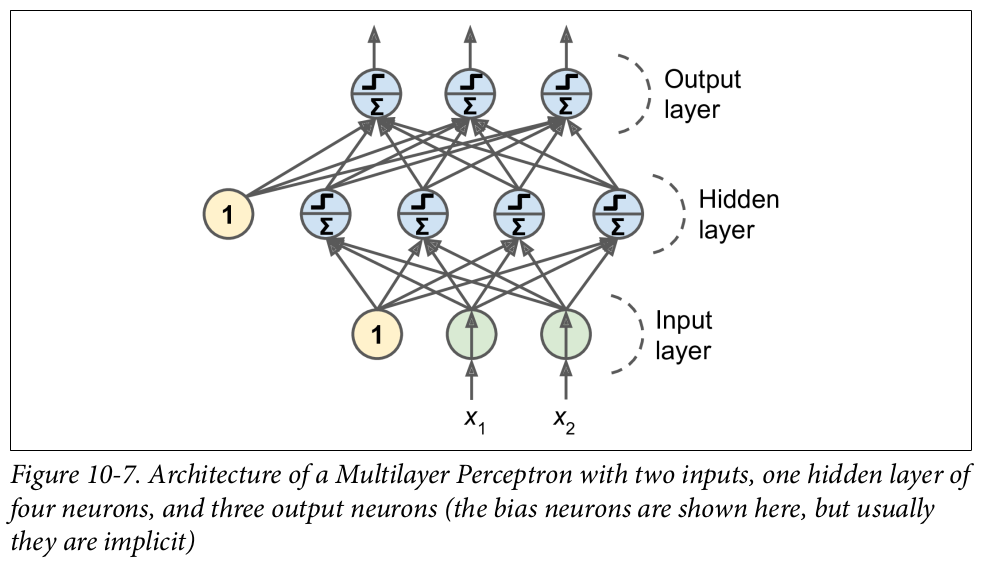 Σ Σ Σ
Output
layer
1 Σ Σ Σ Σ
Hidden
layer
1
Input
layer
x1 x2
Figure 10-7. Architecture of a Multilayer Perceptron with two inputs, one hidden layer of
four neurons, and three output neurons (the bias neurons are shown here, but usually
they are implicit)